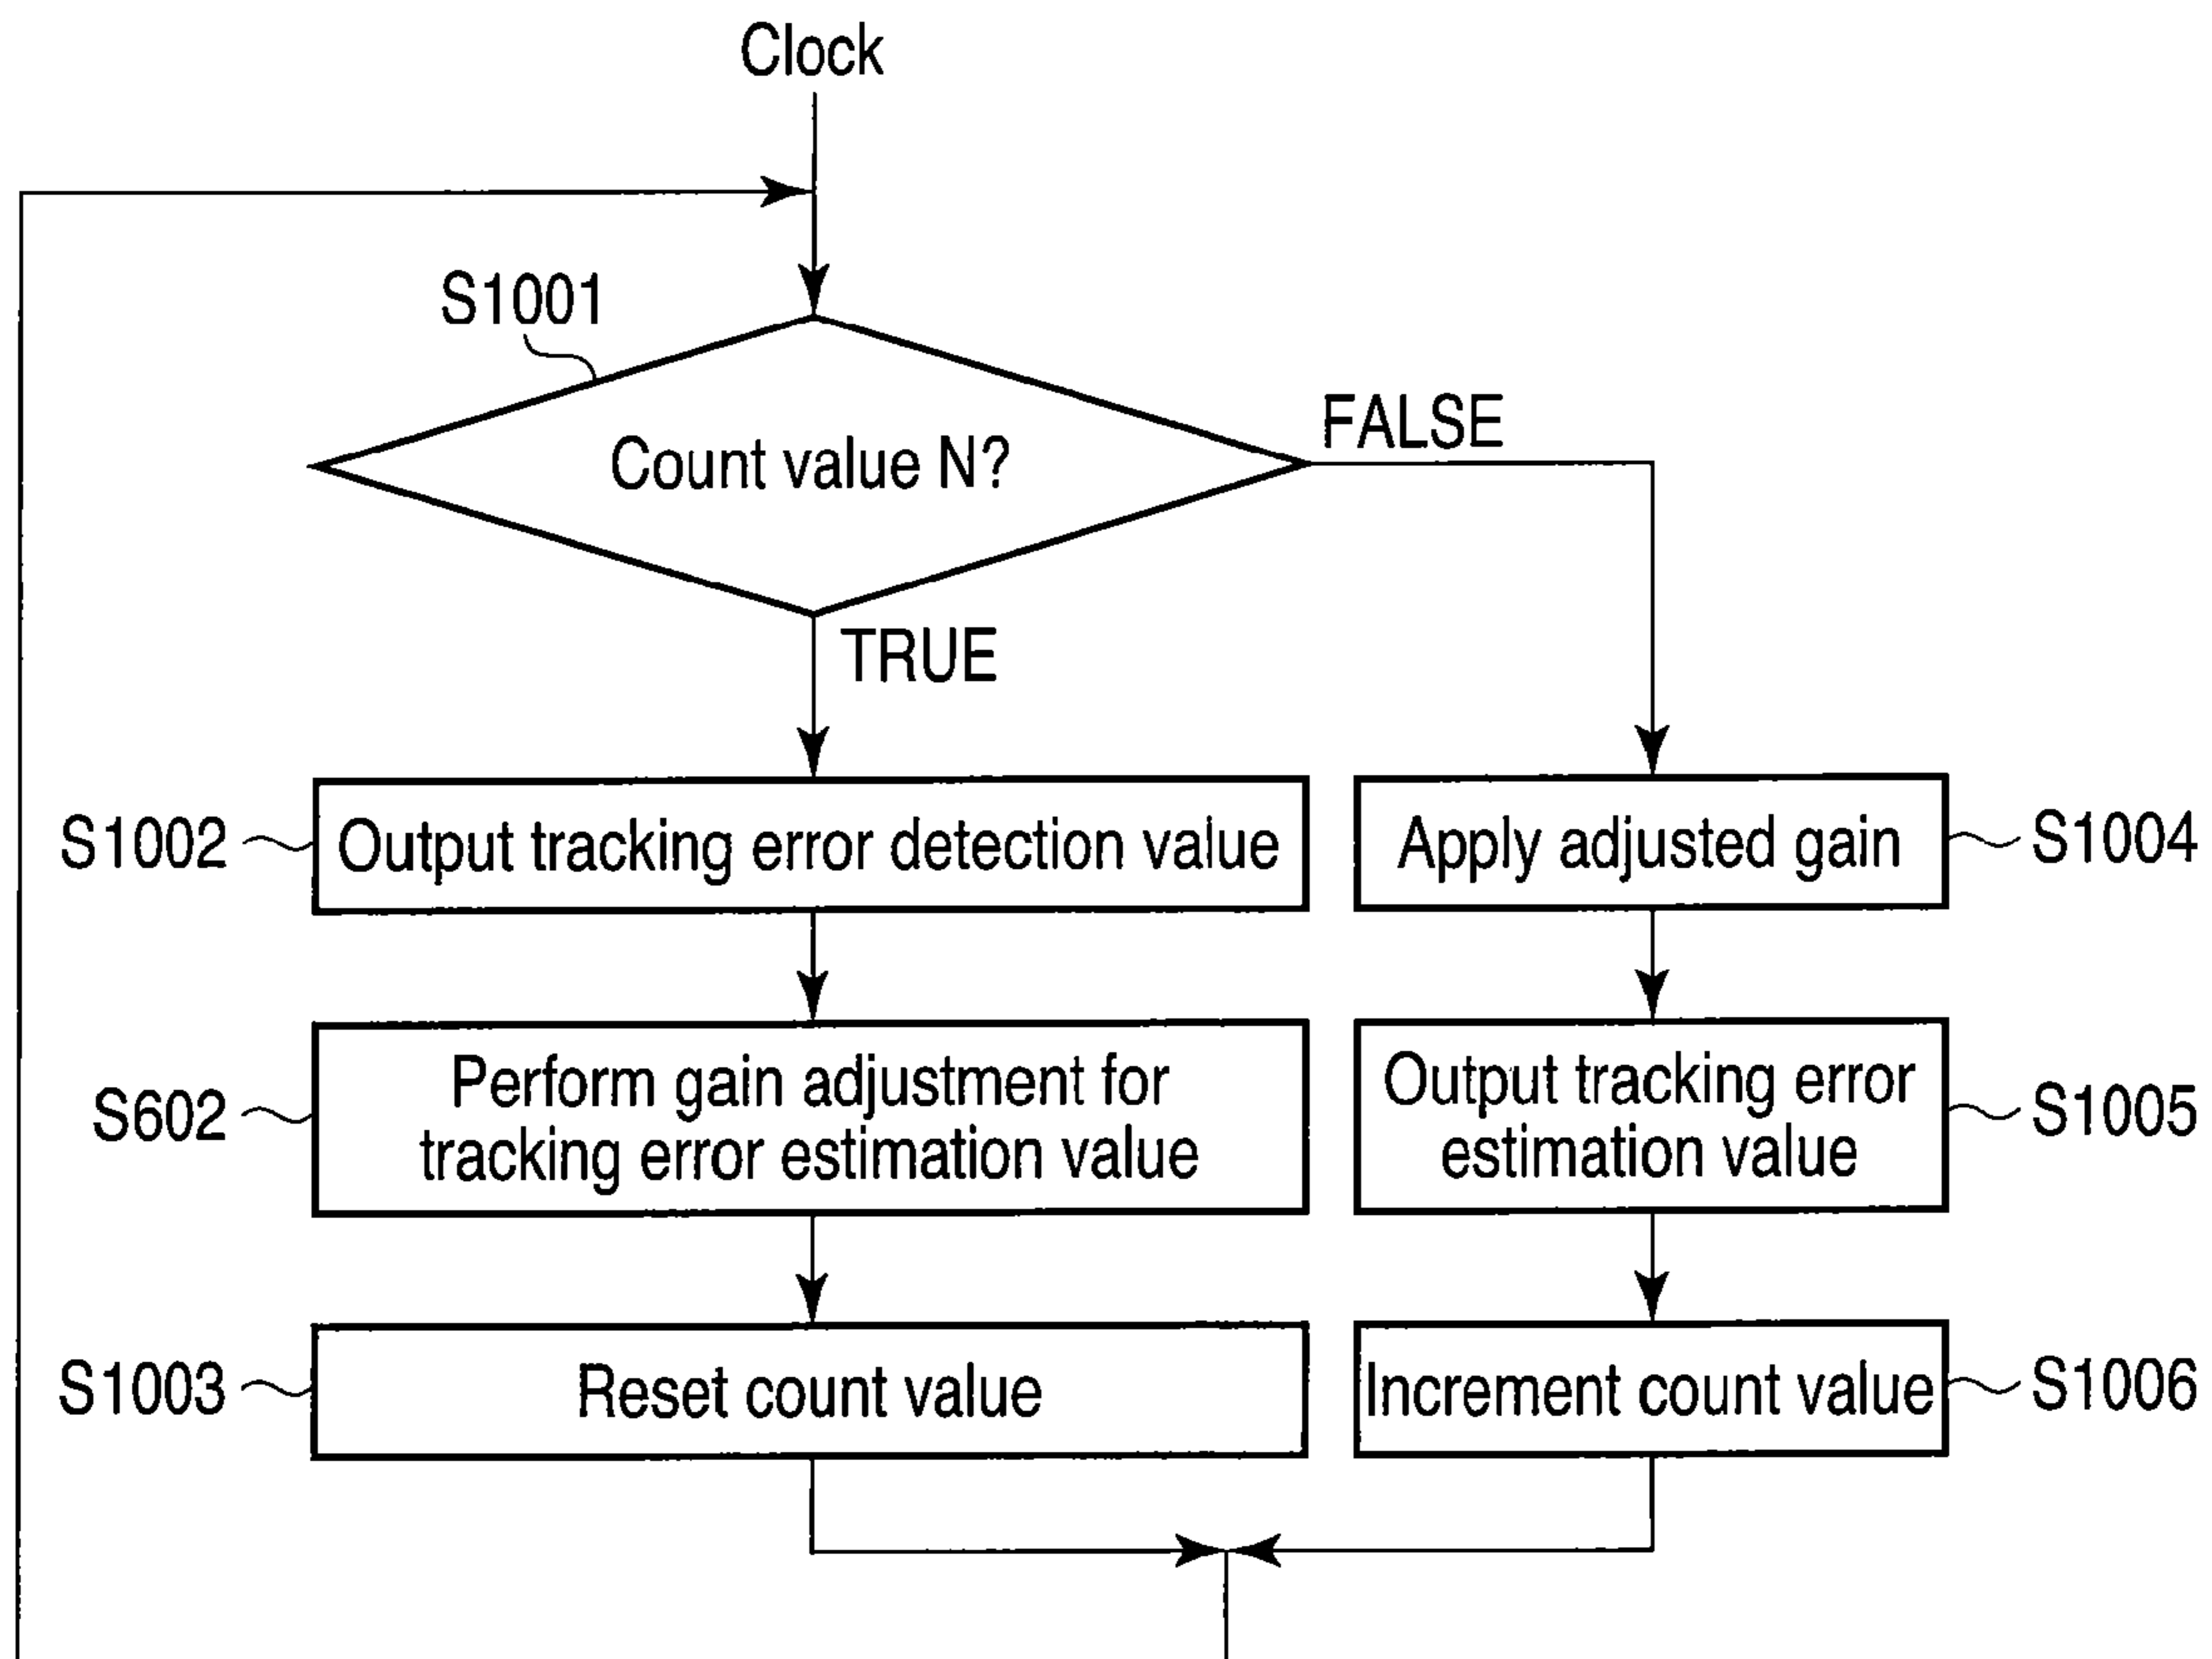 Clock
S1001
Count value N?
FALSE
TRUE
S1002
Output tracking error detection value
Apply adjusted gain
S1004
S602
Perform gain adjustment for
tracking error estimation value
Output tracking error
estimation value
S1005
S1003
Reset count value
Increment count value
S1006